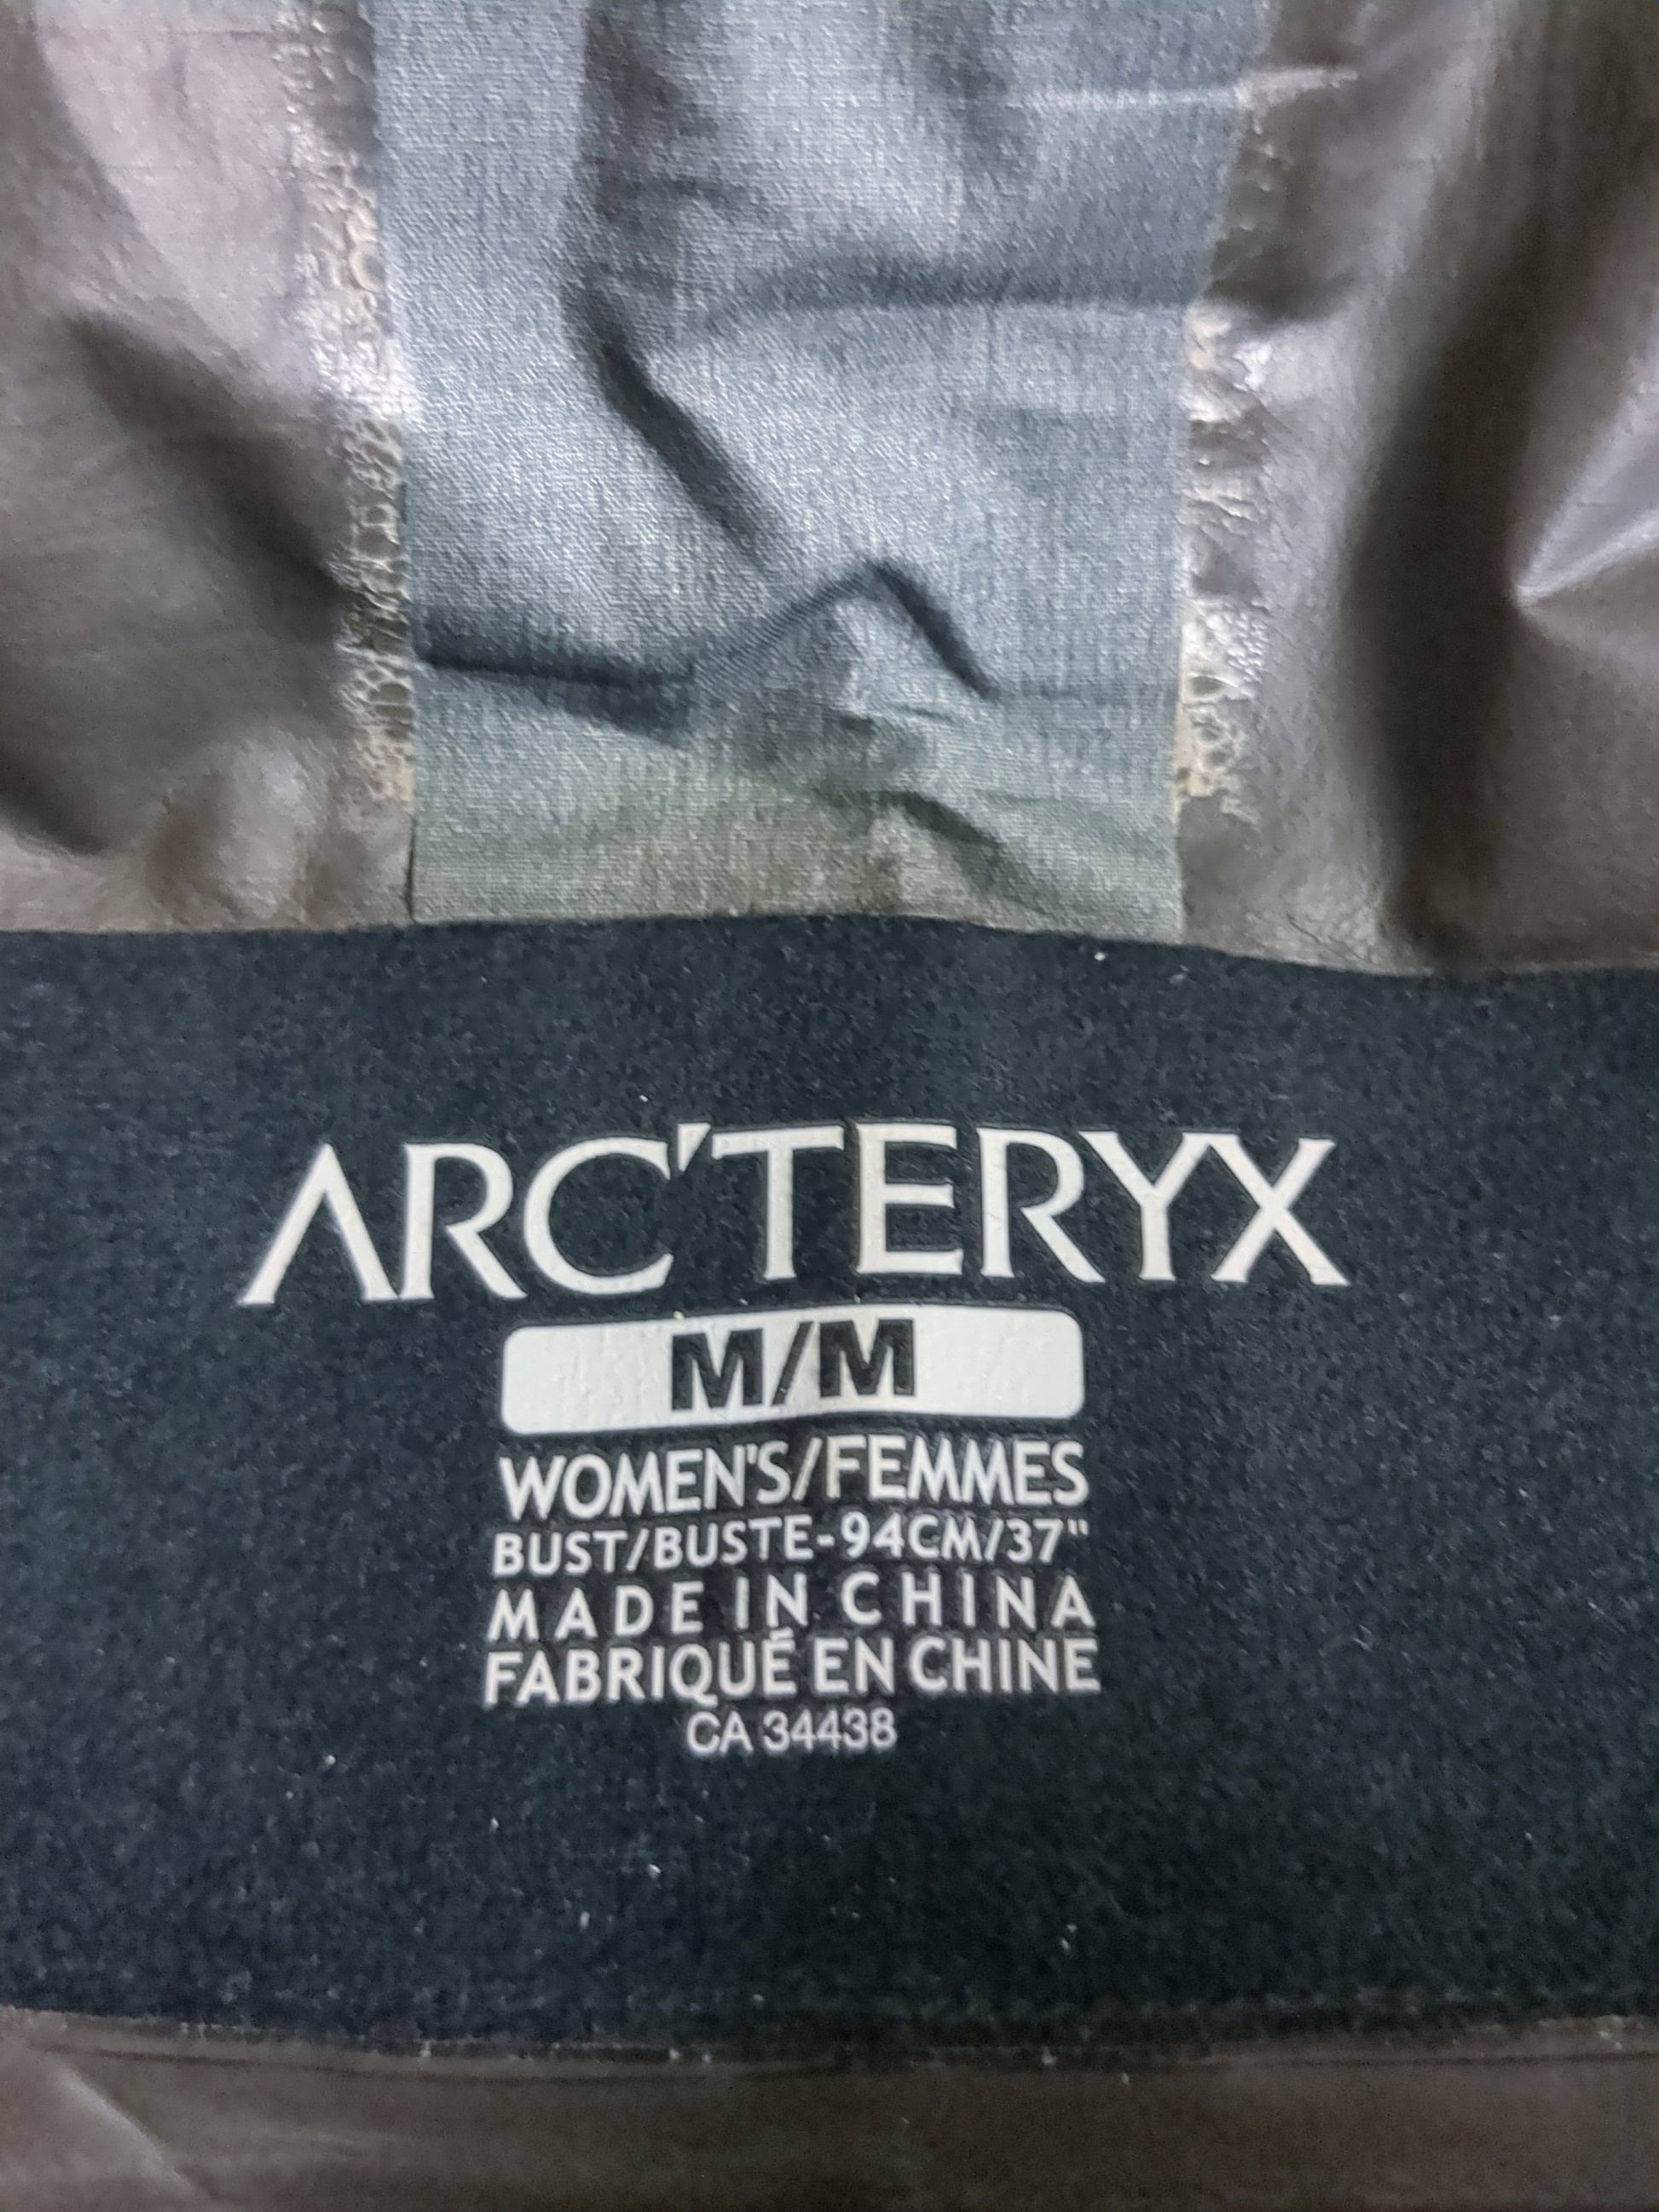 ARC'TERYX
M/M
WOMEN'S/FEMMES
BUST/BUSTE-94CM/37"
MADE IN CHINA
FABRIQUÉ EN CHINE
CA 34438